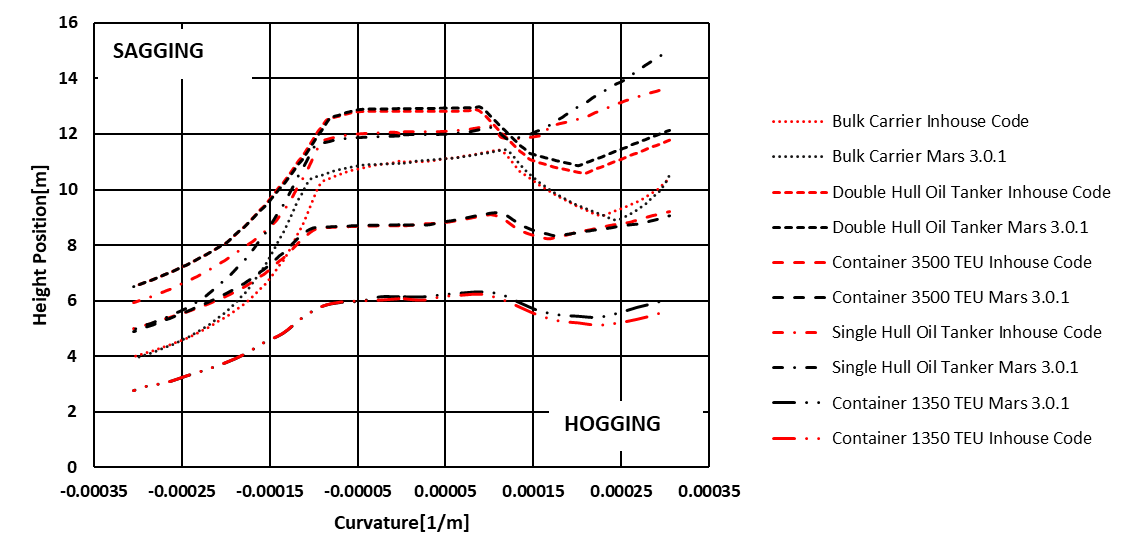 16
14
12
10
8
6
4
2
0
Height Position[m]
SAGGING
HOGGING
-0.00035 -0.00025 -0.00015 -0.00005 0.00005 0.00015 0.00025 0.00035
Curvature[1/m]
Bulk Carrier Inhouse Code
Bulk Carrier Mars 3.0.1
Double Hull Oil Tanker Inhouse Code
Double Hull Oil Tanker Mars 3.0.1
Container 3500 TEU Inhouse Code
Container 3500 TEU Mars 3.0.1
Single Hull Oil Tanker Inhouse Code
Single Hull Oil Tanker Mars 3.0.1
Container 1350 TEU Mars 3.0.1
Container 1350 TEU Inhouse Code